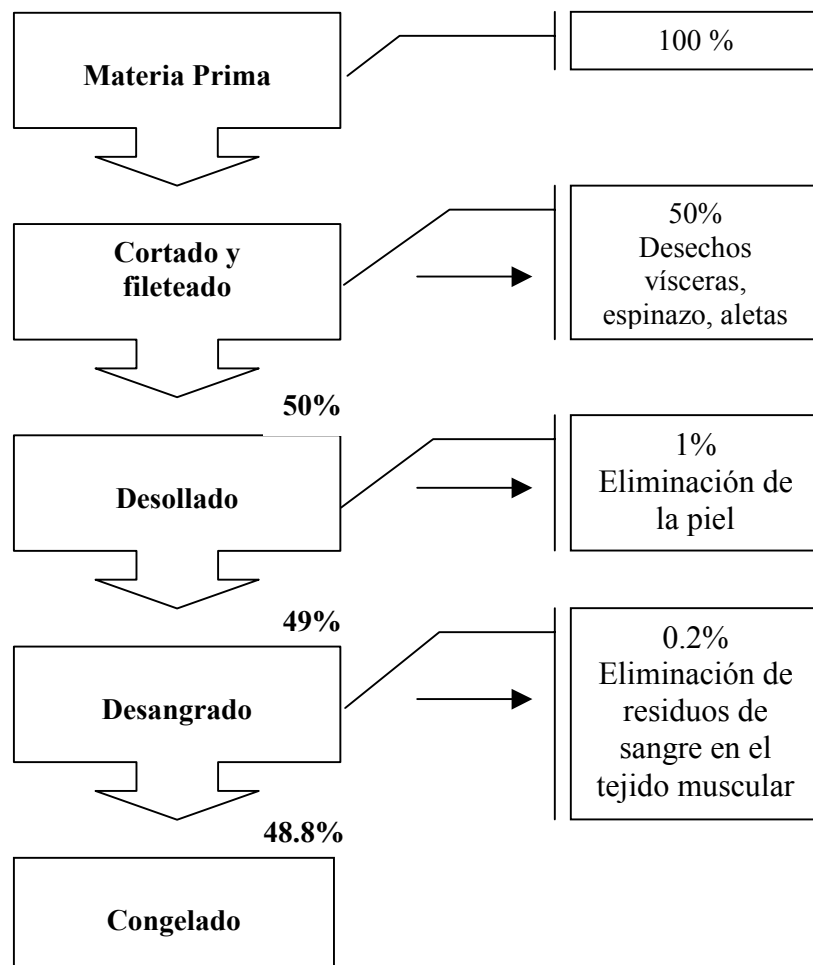 Materia Prima
100 %
Cortado y
fileteado
50%
Desechos
vísceras,
espinazo, aletas
50%
Desollado
1%
Eliminación de
la piel
49%
Desangrado
0.2%
Eliminación de
residuos de
sangre en el
tejido muscular
48.8%
Congelado